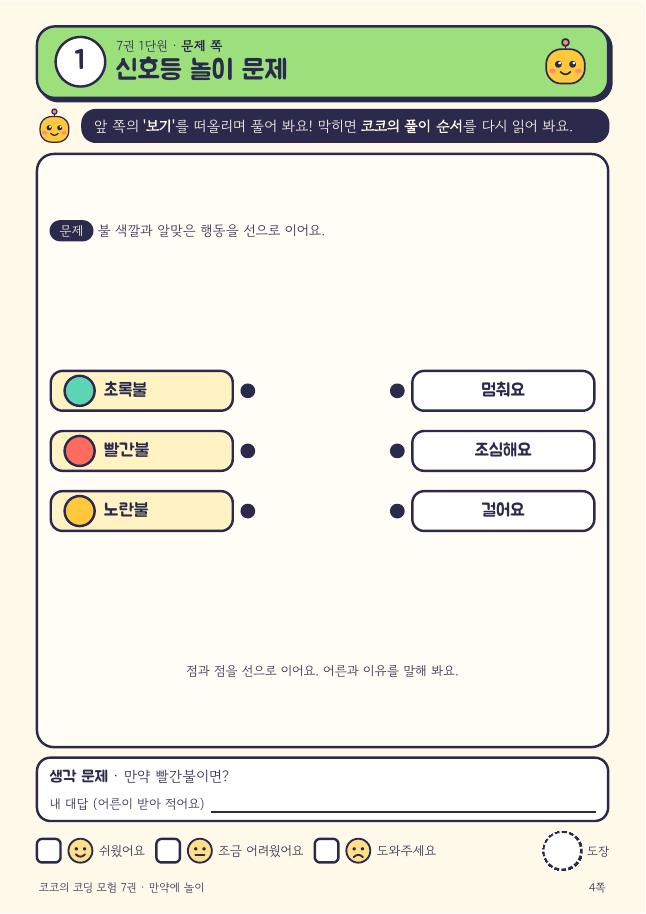 1
7권 1단원 · 문제 쪽
신호등 놀이 문제
앞 쪽의 '보기'를 떠올리며 풀어 봐요! 막히면 코코의 풀이 순서를 다시 읽어 봐요.
문제 불 색깔과 알맞은 행동을 선으로 이어요.
초록불 멈춰요
빨간불 조심해요
노란불 걸어요
점과 점을 선으로 이어요. 어른과 이유를 말해 봐요.
생각 문제 · 만약 빨간불이면?
내 대답 (어른이 받아 적어요)
쉬웠어요 조금 어려웠어요 도와주세요 도장
코코의 코딩 모험 7권 · 만약에 놀이 4쪽